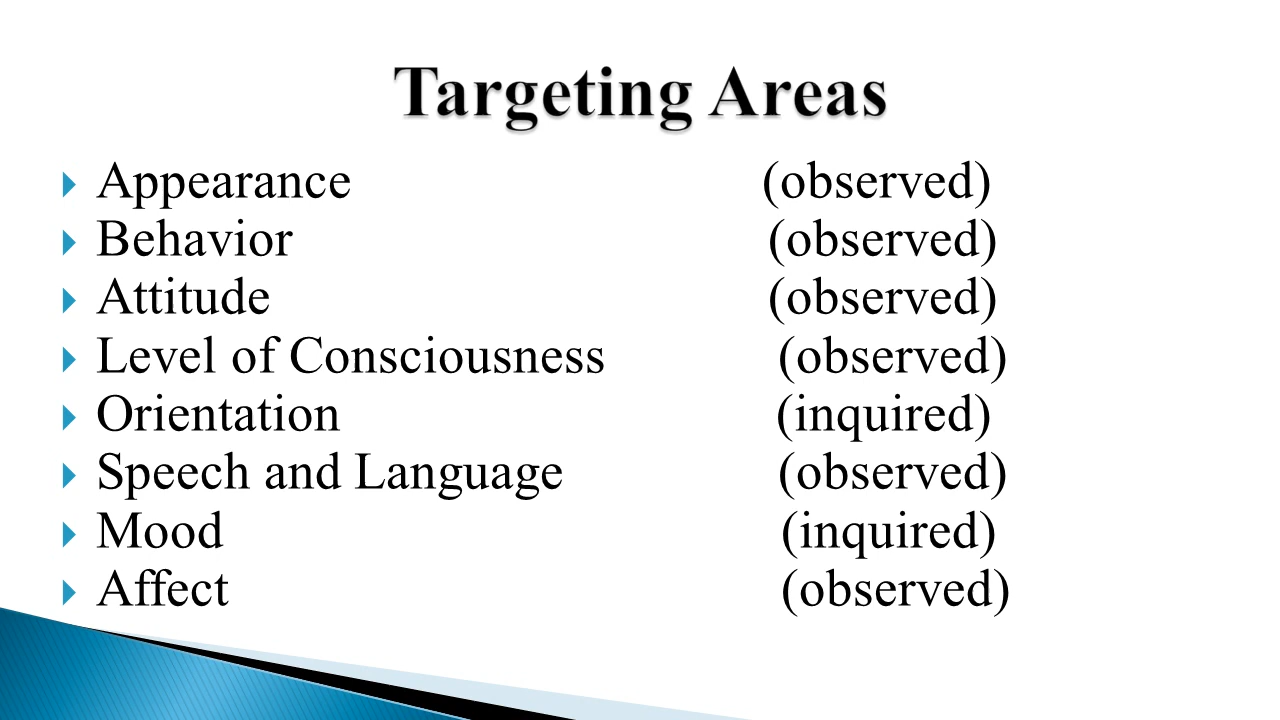 Targeting Areas
Appearance (observed)
Behavior (observed)
Attitude (observed)
Level of Consciousness (observed)
Orientation (inquired)
Speech and Language (observed)
Mood (inquired)
Affect (observed)